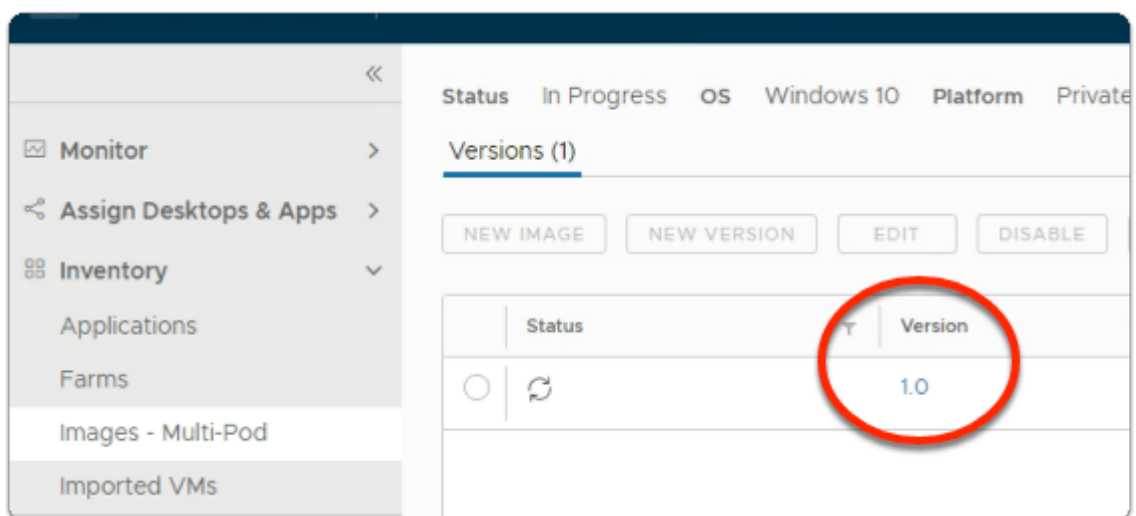 Status In Progress OS Windows 10 Platform Private
Versions (1)
Monitor
Assign Desktops & Apps
Inventory
Applications
Farms
Images - Multi-Pod
Imported VMs
NEW IMAGE NEW VERSION EDIT DISABLE
Status Version
1.0